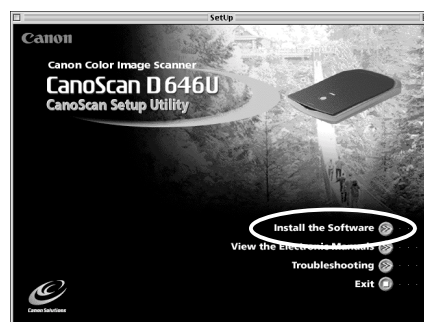 SetUp
Canon
Canon Color Image Scanner
CanoScan D646U
CanoScan Setup Utility
Install the Software
View the Electronic Manuals
Troubleshooting
Exit
Canon Solutions